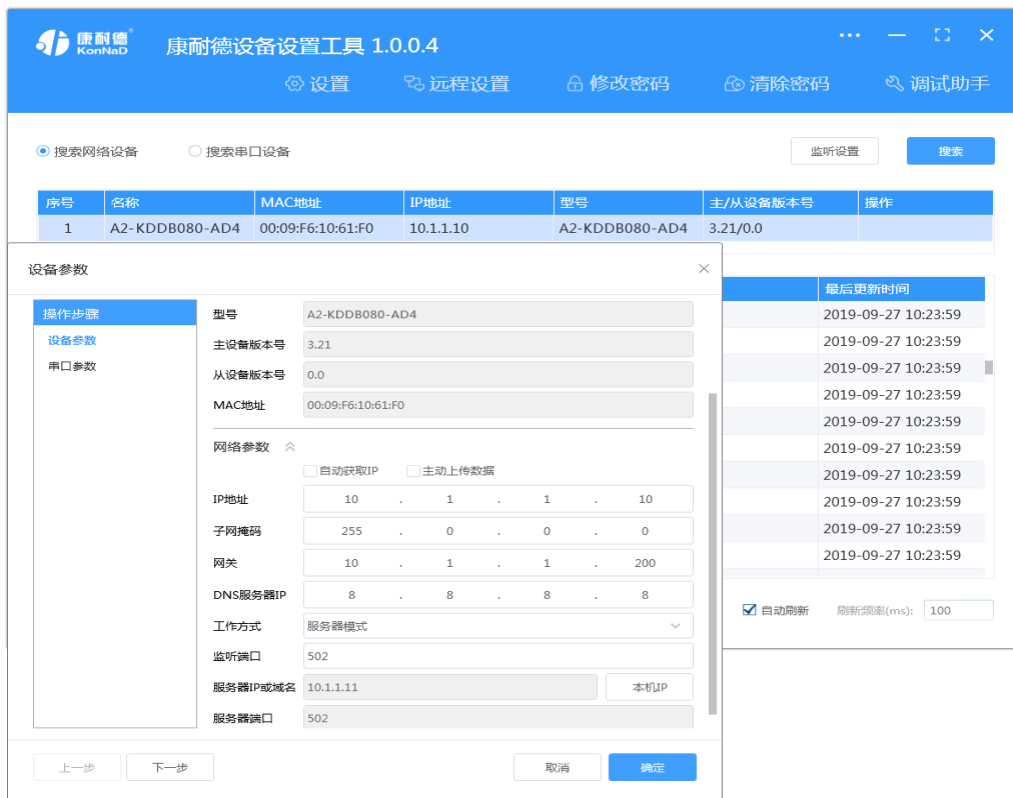 康耐德
KonNaD
康耐德设备设置工具 1.0.0.4
设置 远程设置 修改密码 清除密码 调试助手
搜索网络设备 搜索串口设备 监听设置 搜索
序号 名称 MAC地址 IP地址 型号 主/从设备版本号 操作
1 A2-KDDB080-AD4 00:09:F6:10:61:F0 10.1.1.10 A2-KDDB080-AD4 3.21/0.0
设备参数
操作步骤
设备参数
串口参数
型号 A2-KDDB080-AD4
主设备版本号 3.21
从设备版本号 0.0
MAC地址 00:09:F6:10:61:F0
网络参数
自动获取IP 主动上传数据
IP地址 10 . 1 . 1 . 10
子网掩码 255 . 0 . 0 . 0
网关 10 . 1 . 1 . 200
DNS服务器IP 8 . 8 . 8 . 8
工作方式 服务器模式
监听端口 502
服务器IP或域名 10.1.1.11 本机IP
服务器端口 502
上一步 下一步 取消 确定
最后更新时间
2019-09-27 10:23:59
2019-09-27 10:23:59
2019-09-27 10:23:59
2019-09-27 10:23:59
2019-09-27 10:23:59
2019-09-27 10:23:59
2019-09-27 10:23:59
2019-09-27 10:23:59
2019-09-27 10:23:59
2019-09-27 10:23:59
自动刷新 刷新频率(ms): 100